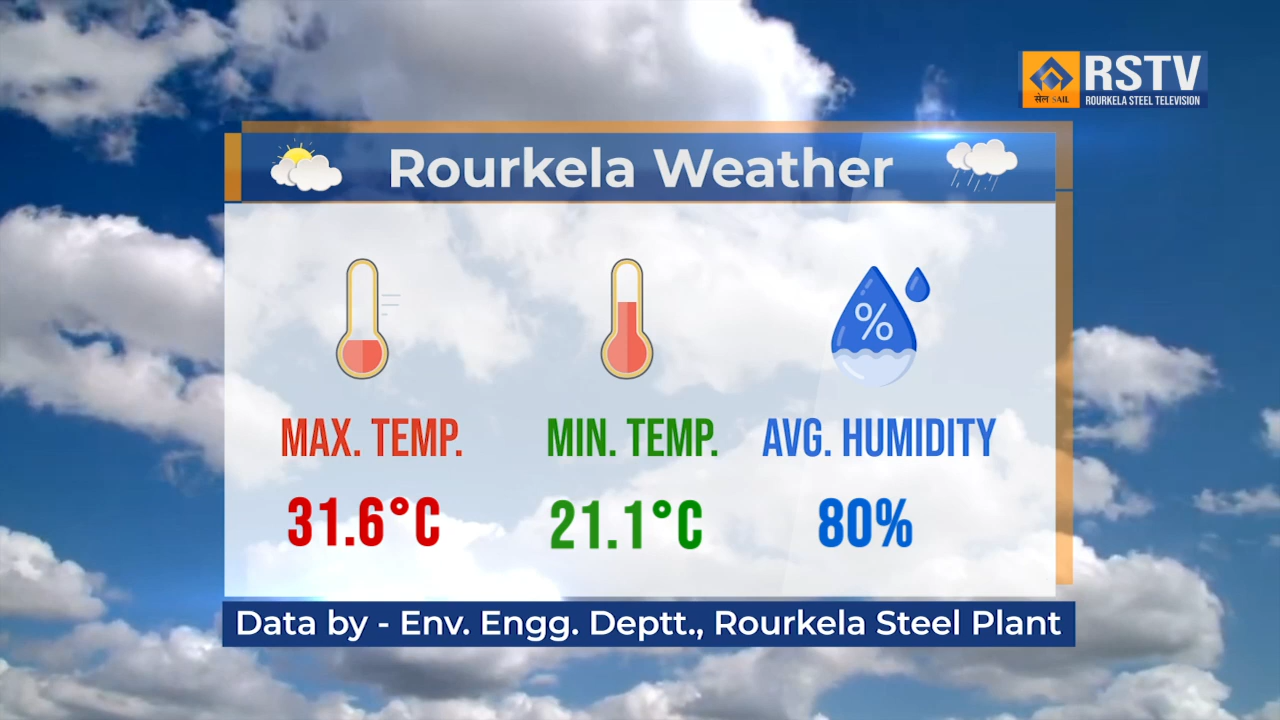 सेल SAIL
RSTV
ROURKELA STEEL TELEVISION
Rourkela Weather
%
MAX. TEMP.
MIN. TEMP.
AVG. HUMIDITY
31.6°C
21.1°C
80%
Data by - Env. Engg. Deptt., Rourkela Steel Plant